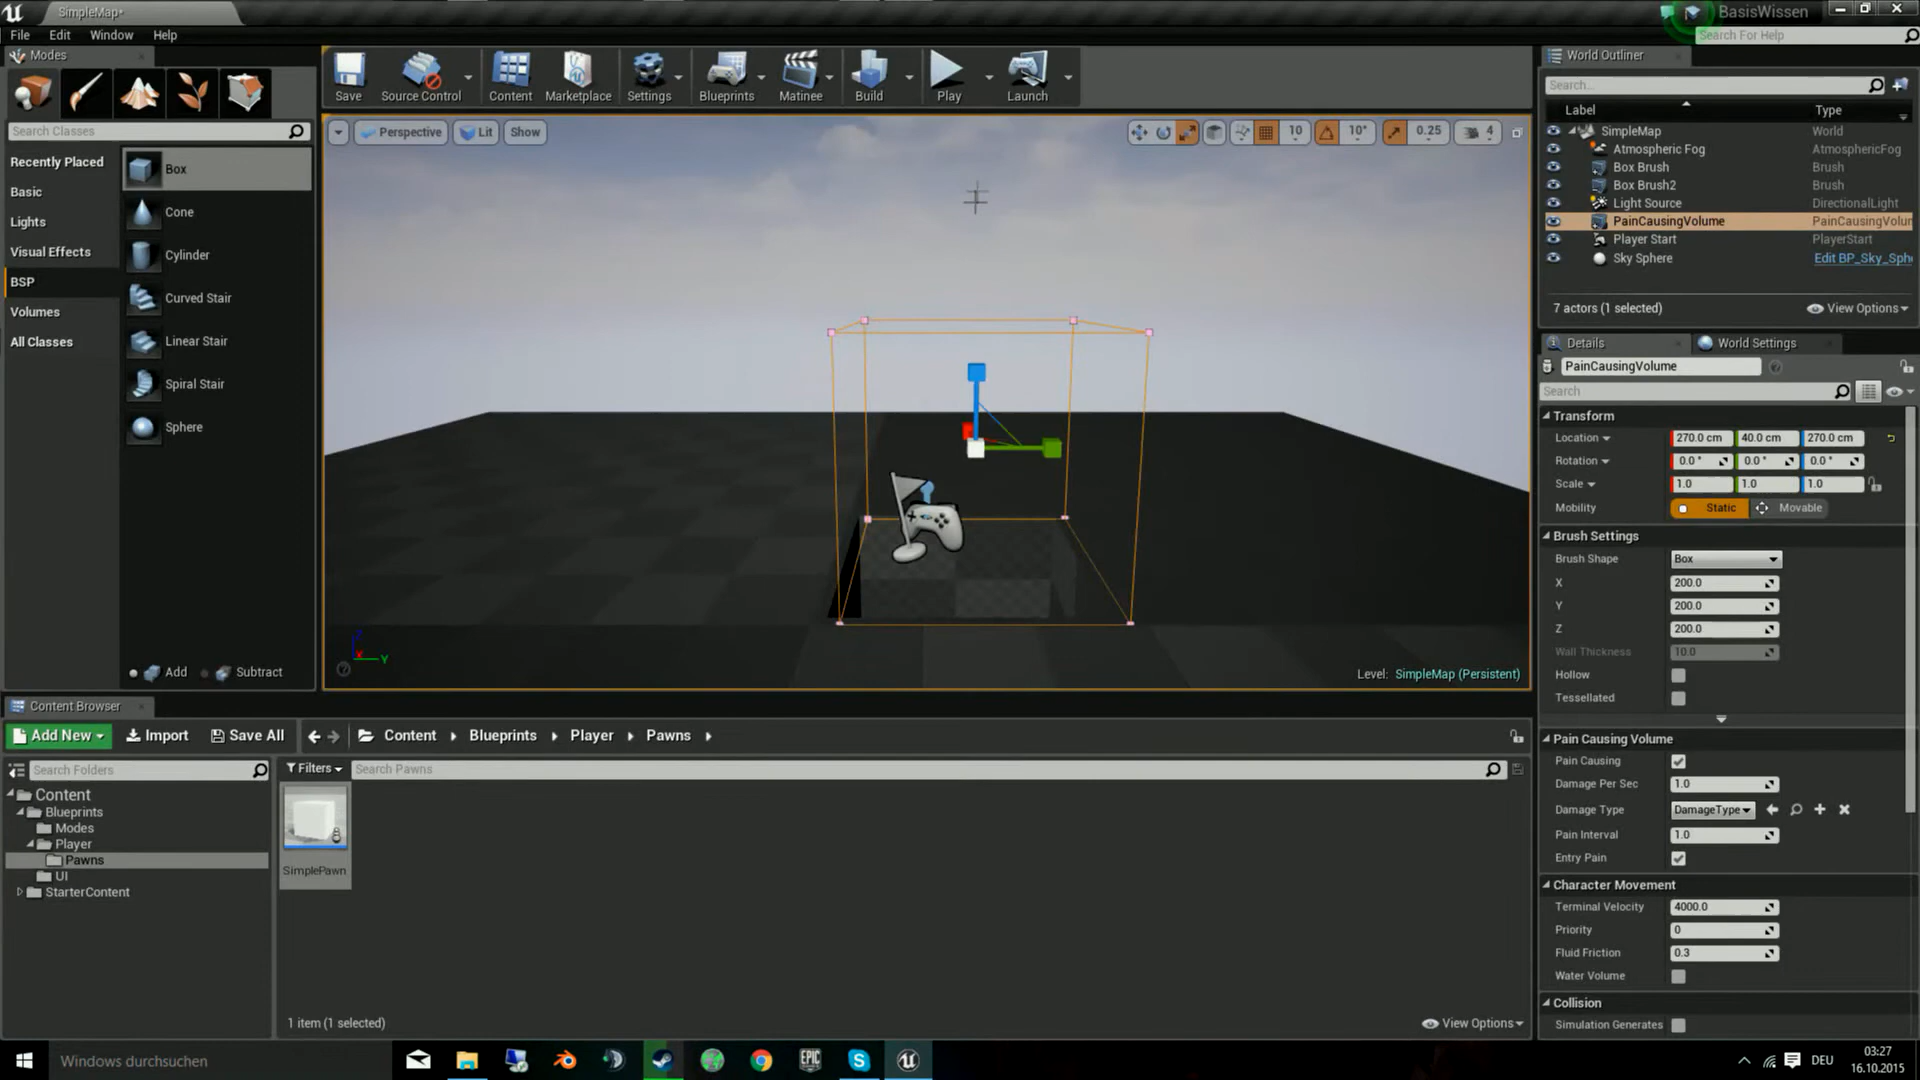 SimpleMap*
BasisWissen
File Edit Window Help
Search For Help
Modes
Search Classes
Recently Placed
Basic
Lights
Visual Effects
BSP
Volumes
All Classes
Box
Cone
Cylinder
Curved Stair
Linear Stair
Spiral Stair
Sphere
Add Subtract
Save Source Control Content Marketplace Settings Blueprints Matinee Build Play Launch
Perspective Lit Show
10 10° 0.25 4
Z
X
Y
Level: SimpleMap (Persistent)
World Outliner
Search...
Label Type
SimpleMap World
Atmospheric Fog AtmosphericFog
Box Brush Brush
Box Brush2 Brush
Light Source DirectionalLight
PainCausingVolume PainCausingVolur
Player Start PlayerStart
Sky Sphere Edit BP_Sky_Sph
7 actors (1 selected) View Options
Details World Settings
PainCausingVolume
Search
Transform
Location 270.0 cm 40.0 cm 270.0 cm
Rotation 0.0 ° 0.0 ° 0.0 °
Scale 1.0 1.0 1.0
Mobility Static Movable
Brush Settings
Brush Shape Box
X 200.0
Y 200.0
Z 200.0
Wall Thickness 10.0
Hollow
Tessellated
Pain Causing Volume
Pain Causing
Damage Per Sec 1.0
Damage Type DamageType
Pain Interval 1.0
Entry Pain
Character Movement
Terminal Velocity 4000.0
Priority 0
Fluid Friction 0.3
Water Volume
Collision
Simulation Generates
Content Browser
Add New Import Save All Content Blueprints Player Pawns
Search Folders
Filters Search Pawns
Content
Blueprints
Modes
Player
Pawns
UI
StarterContent
SimplePawn
1 item (1 selected) View Options
Windows durchsuchen
EPIC
GAMES
DEU
03:27
16.10.2015